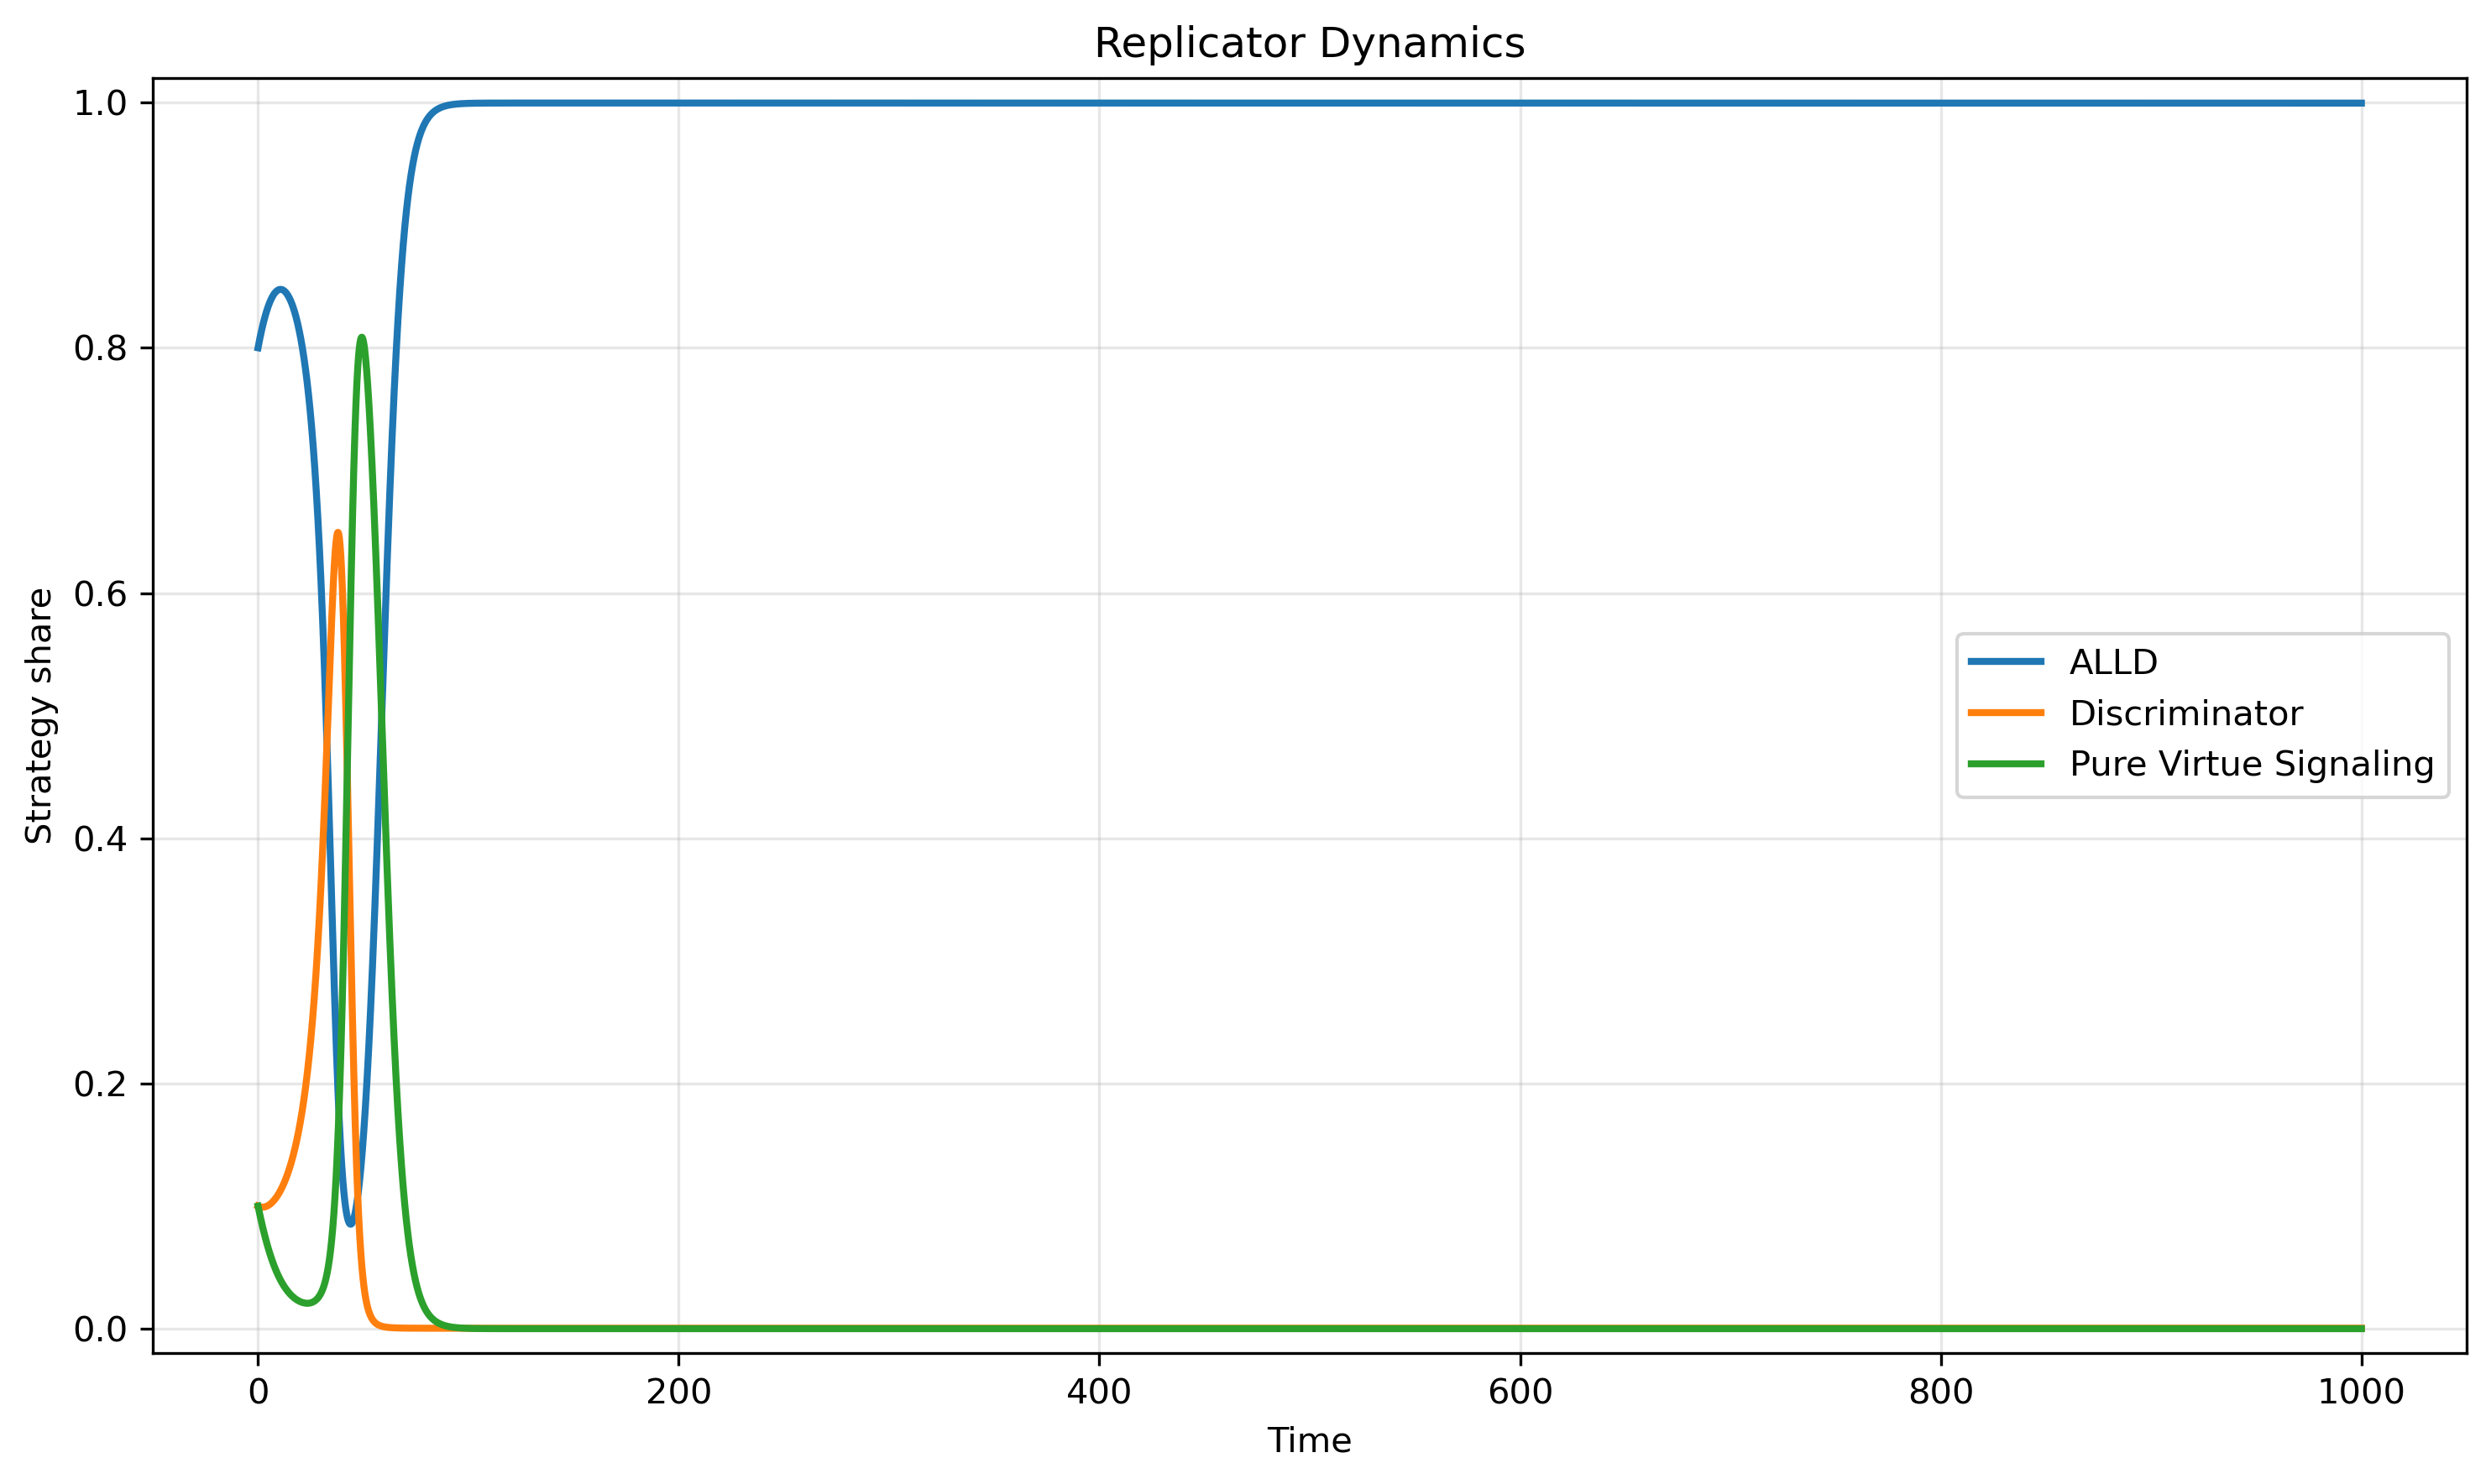 Replicator Dynamics
1.0
0.8
0.6
0.4
0.2
0.0
Strategy share
ALLD
Discriminator
Pure Virtue Signaling
0 200 400 600 800 1000
Time